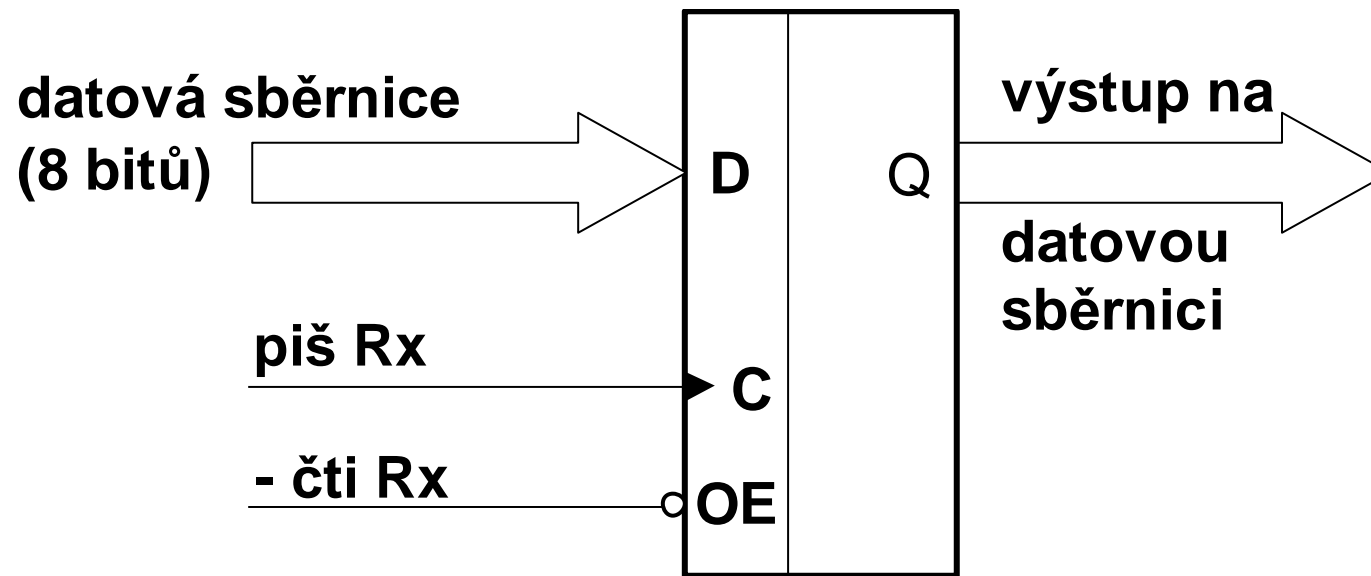 datová sběrnice
(8 bitů)
D
Q
výstup na
datovou
sběrnici
piš Rx
C
- čti Rx
OE